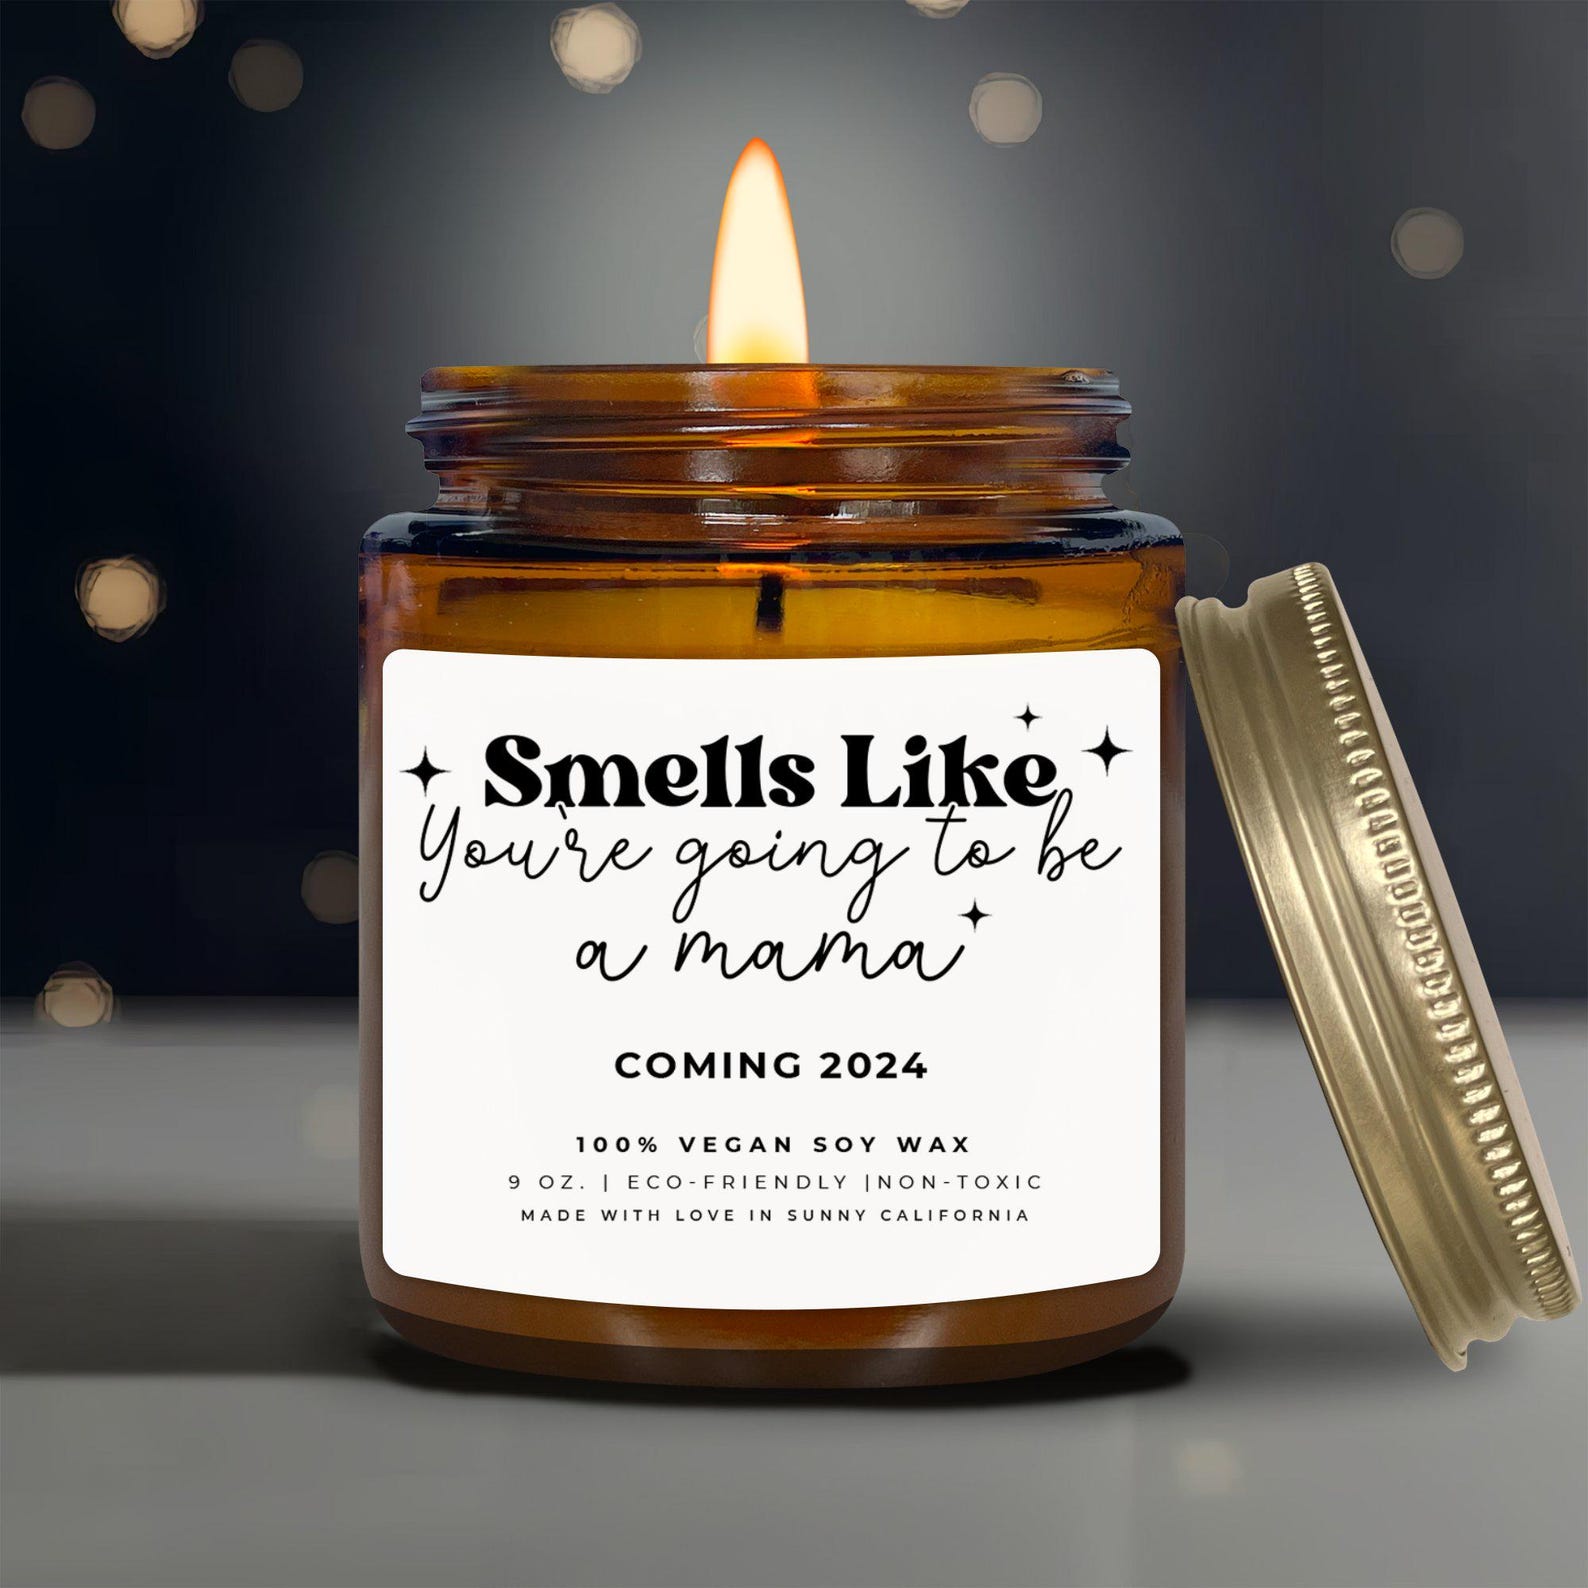 Smells Like
You're going to be
a mama
COMING 2024
100% VEGAN SOY WAX
9 OZ. | ECO-FRIENDLY |NON-TOXIC
MADE WITH LOVE IN SUNNY CALIFORNIA